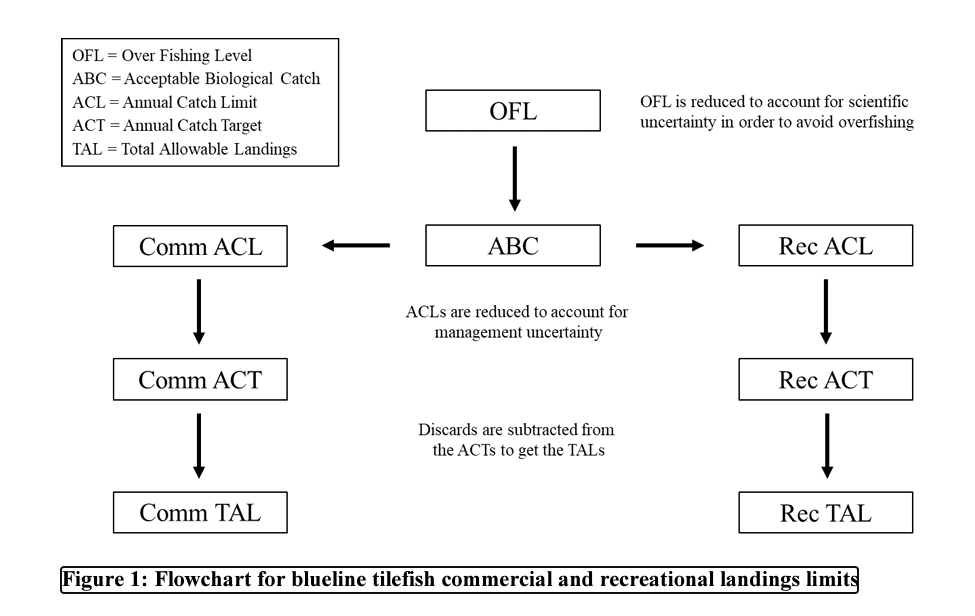 OFL = Over Fishing Level
ABC = Acceptable Biological Catch
ACL = Annual Catch Limit
ACT = Annual Catch Target
TAL = Total Allowable Landings
OFL
OFL is reduced to account for scientific
uncertainty in order to avoid overfishing
Comm ACL
ABC
Rec ACL
ACLs are reduced to account for
management uncertainty
Comm ACT
Rec ACT
Discards are subtracted from
the ACTs to get the TALs
Comm TAL
Rec TAL
Figure 1: Flowchart for blueline tilefish commercial and recreational landings limits